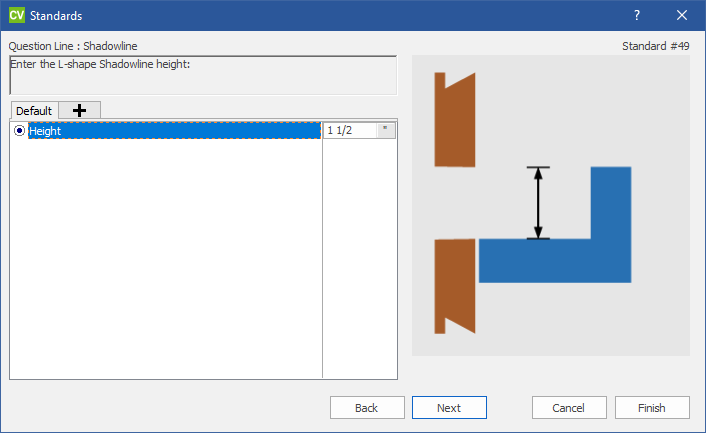 CV Standards ?
Question Line : Shadowline Standard #49
Enter the L-shape Shadowline height:
Default
Height 1 1/2 "
Back Next Cancel Finish